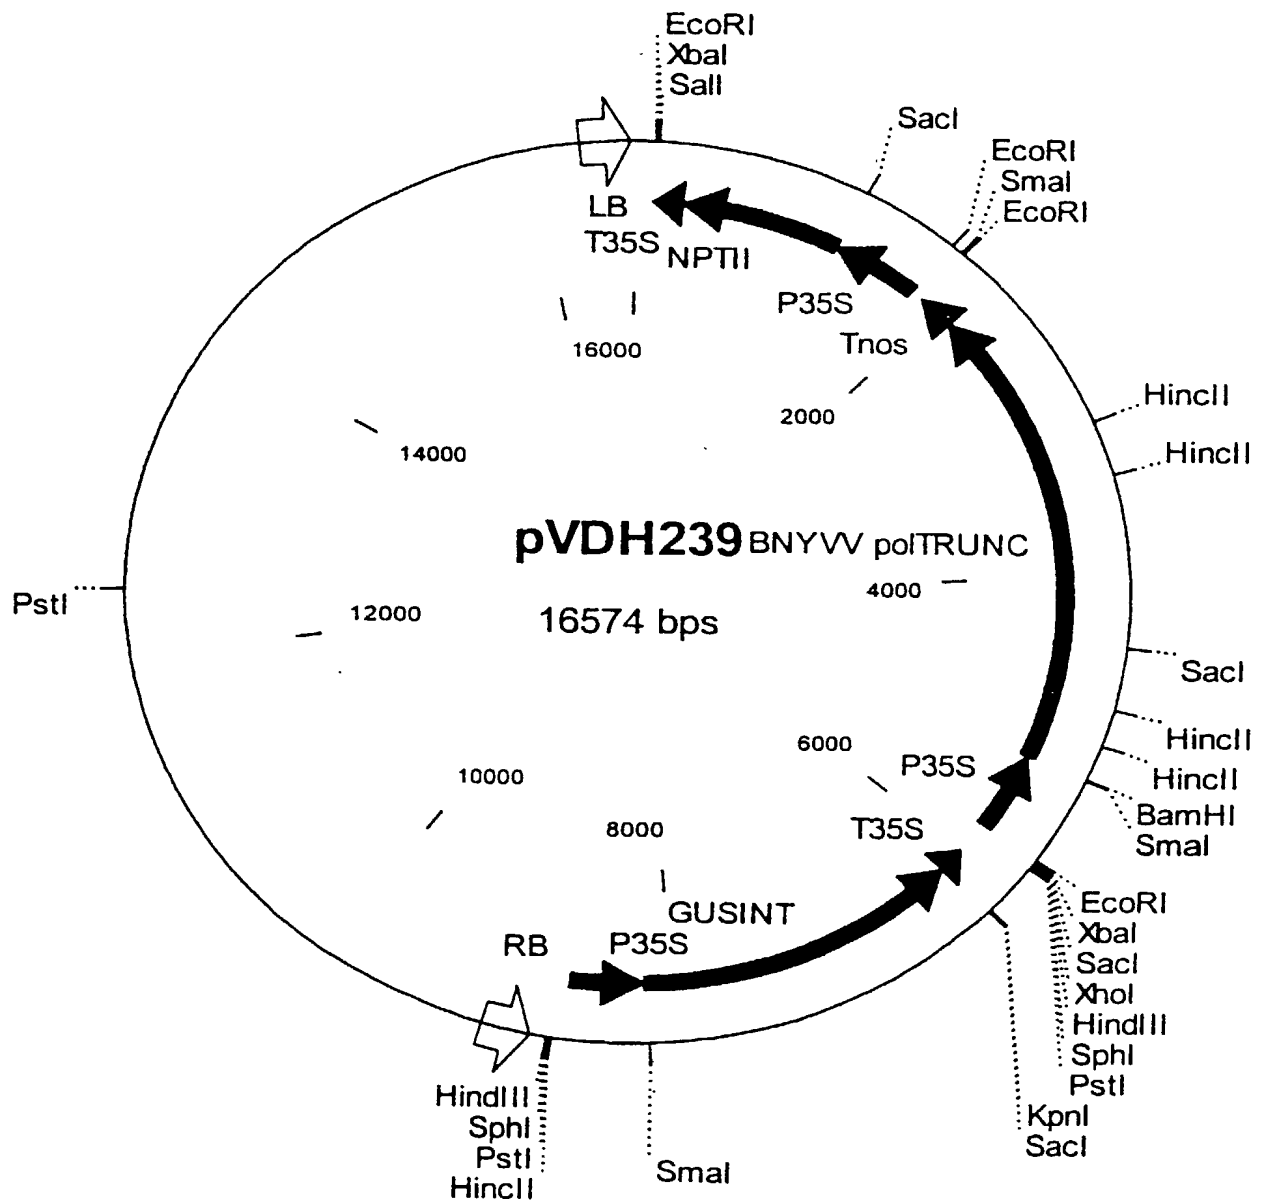 EcoRI
XbaI
SalI
SacI
EcoRI
SmaI
EcoRI
LB
T35S
NPTII
P35S
Tnos
16000
2000
HincII
HincII
14000
pVDH239 BNYVV polTRUNC
4000
16574 bps
12000
PstI
SacI
HincII
HincII
BamHI
SmaI
6000
P35S
T35S
10000
8000
GUSINT
RB
P35S
EcoRI
XbaI
SacI
XhoI
HindIII
SphI
PstI
KpnI
SacI
HindIII
SphI
PstI
HincII
SmaI